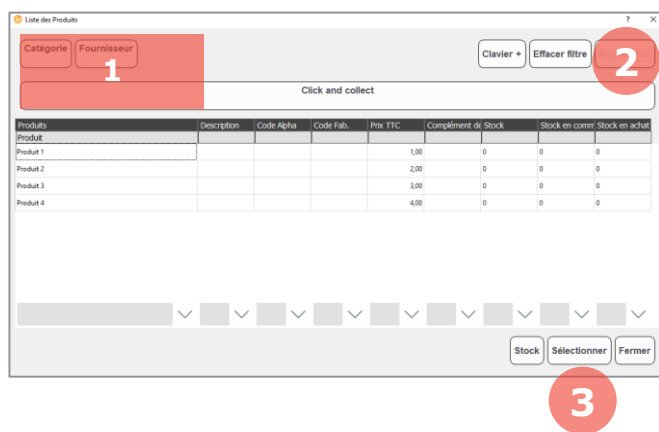 Liste des Produits ? X
Catégorie Fournisseur Clavier + Effacer filtre
1 2
Click and collect
Produits Description Code Alpha Code Fab. Prix TTC Complément de Stock Stock en comm Stock en achat
Produit
Produit 1 1,00 0 0 0
Produit 2 2,00 0 0 0
Produit 3 3,00 0 0 0
Produit 4 4,00 0 0 0
Stock Sélectionner Fermer
3